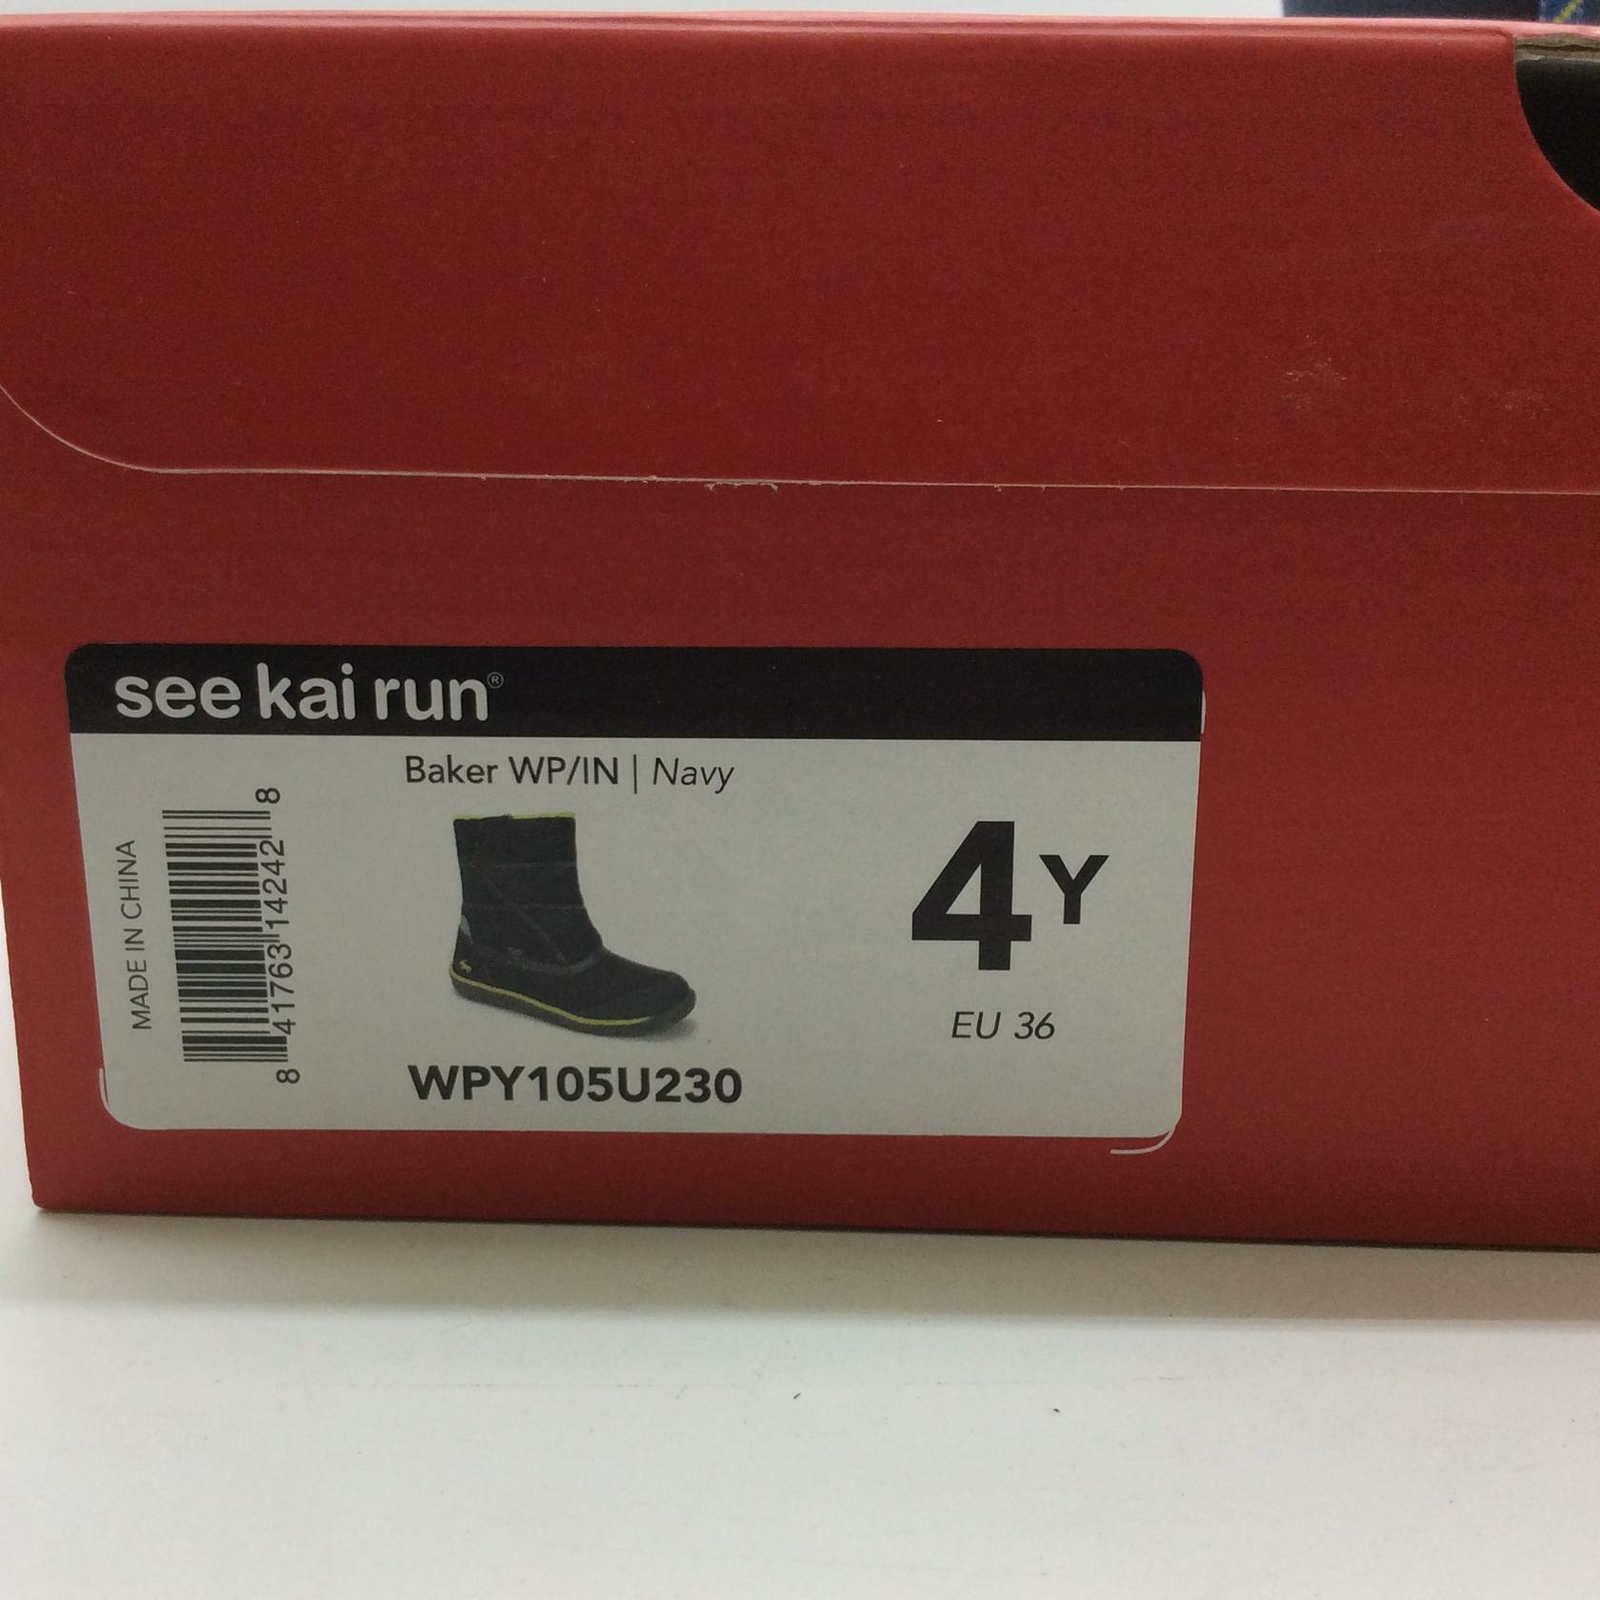 see kai run®
Baker WP/IN | Navy
MADE IN CHINA
8 41763 14242 8
4Y
EU 36
WPY105U230